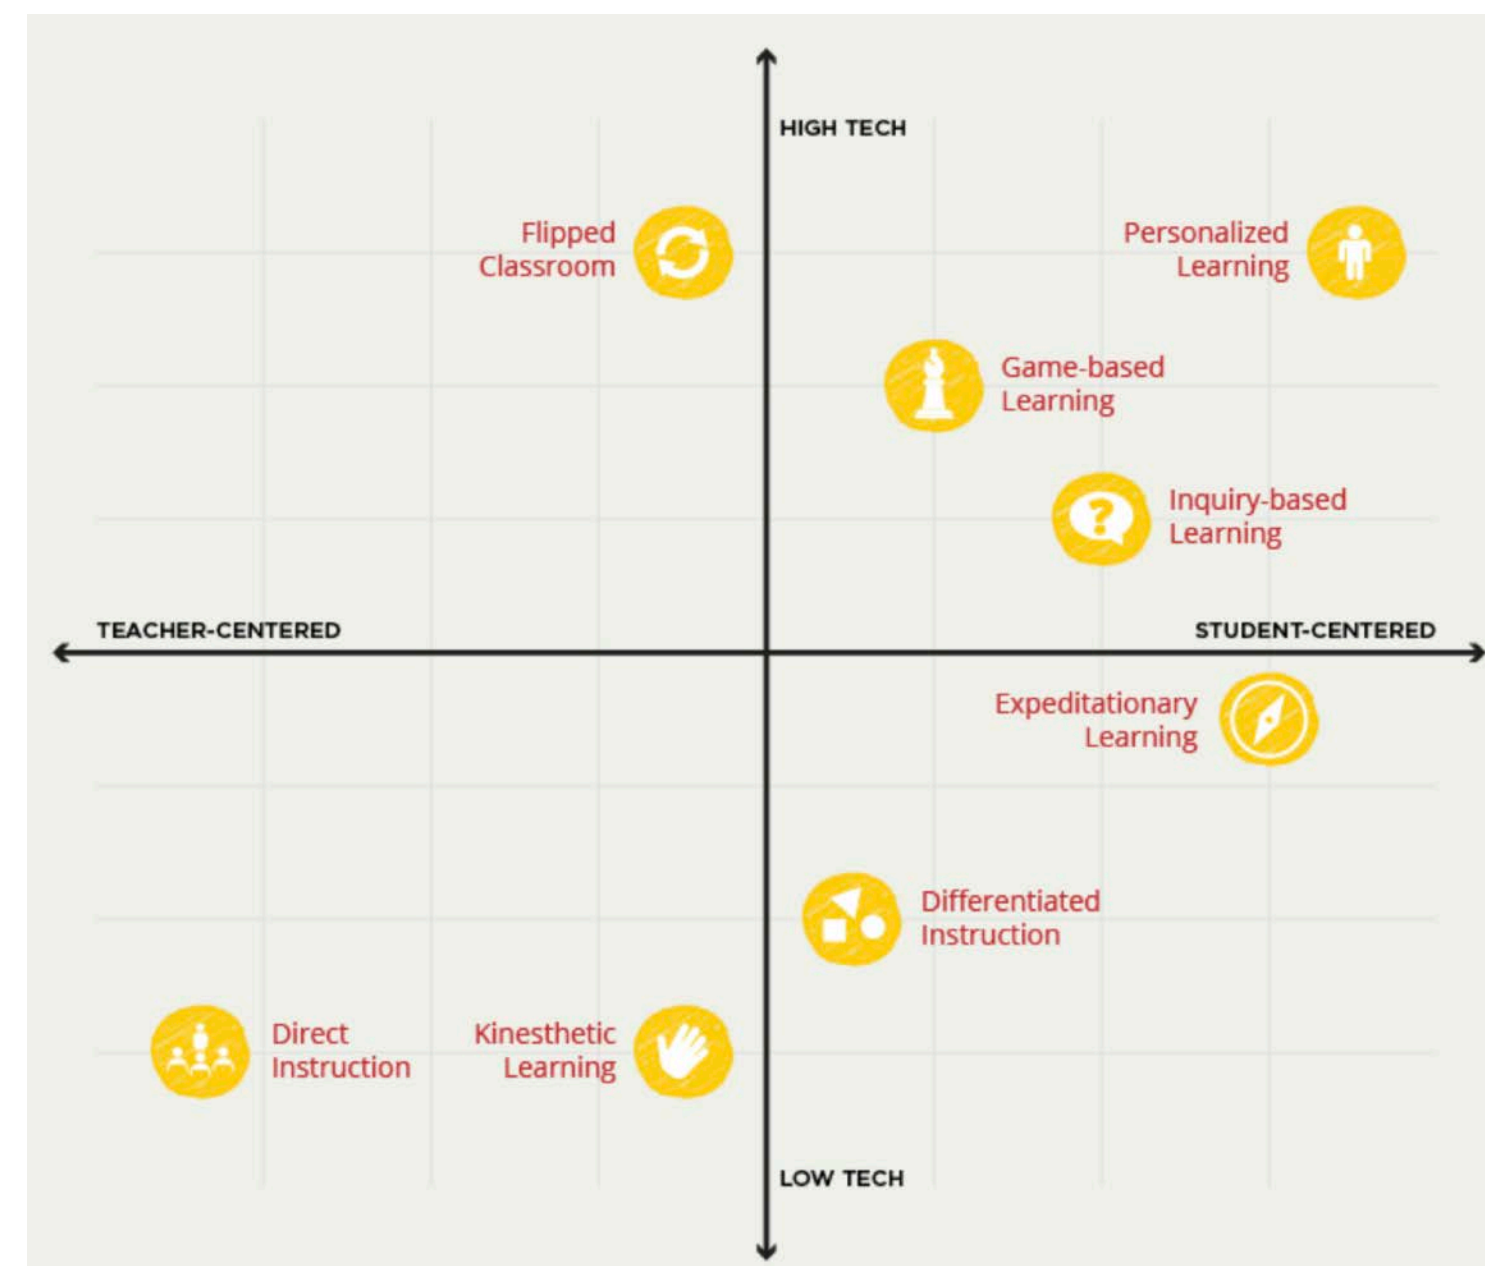 HIGH TECH
Flipped
Classroom
Personalized
Learning
Game-based
Learning
?
Inquiry-based
Learning
TEACHER-CENTERED
STUDENT-CENTERED
Expeditationary
Learning
Differentiated
Instruction
Direct
Instruction
Kinesthetic
Learning
LOW TECH